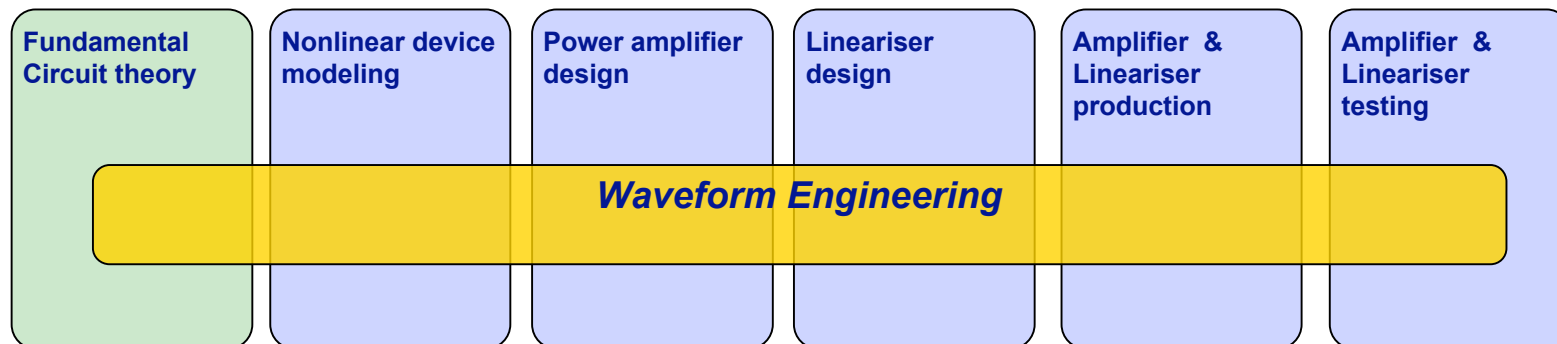 Fundamental
Circuit theory
Nonlinear device
modeling
Power amplifier
design
Lineariser
design
Amplifier &
Lineariser
production
Amplifier &
Lineariser
testing
Waveform Engineering